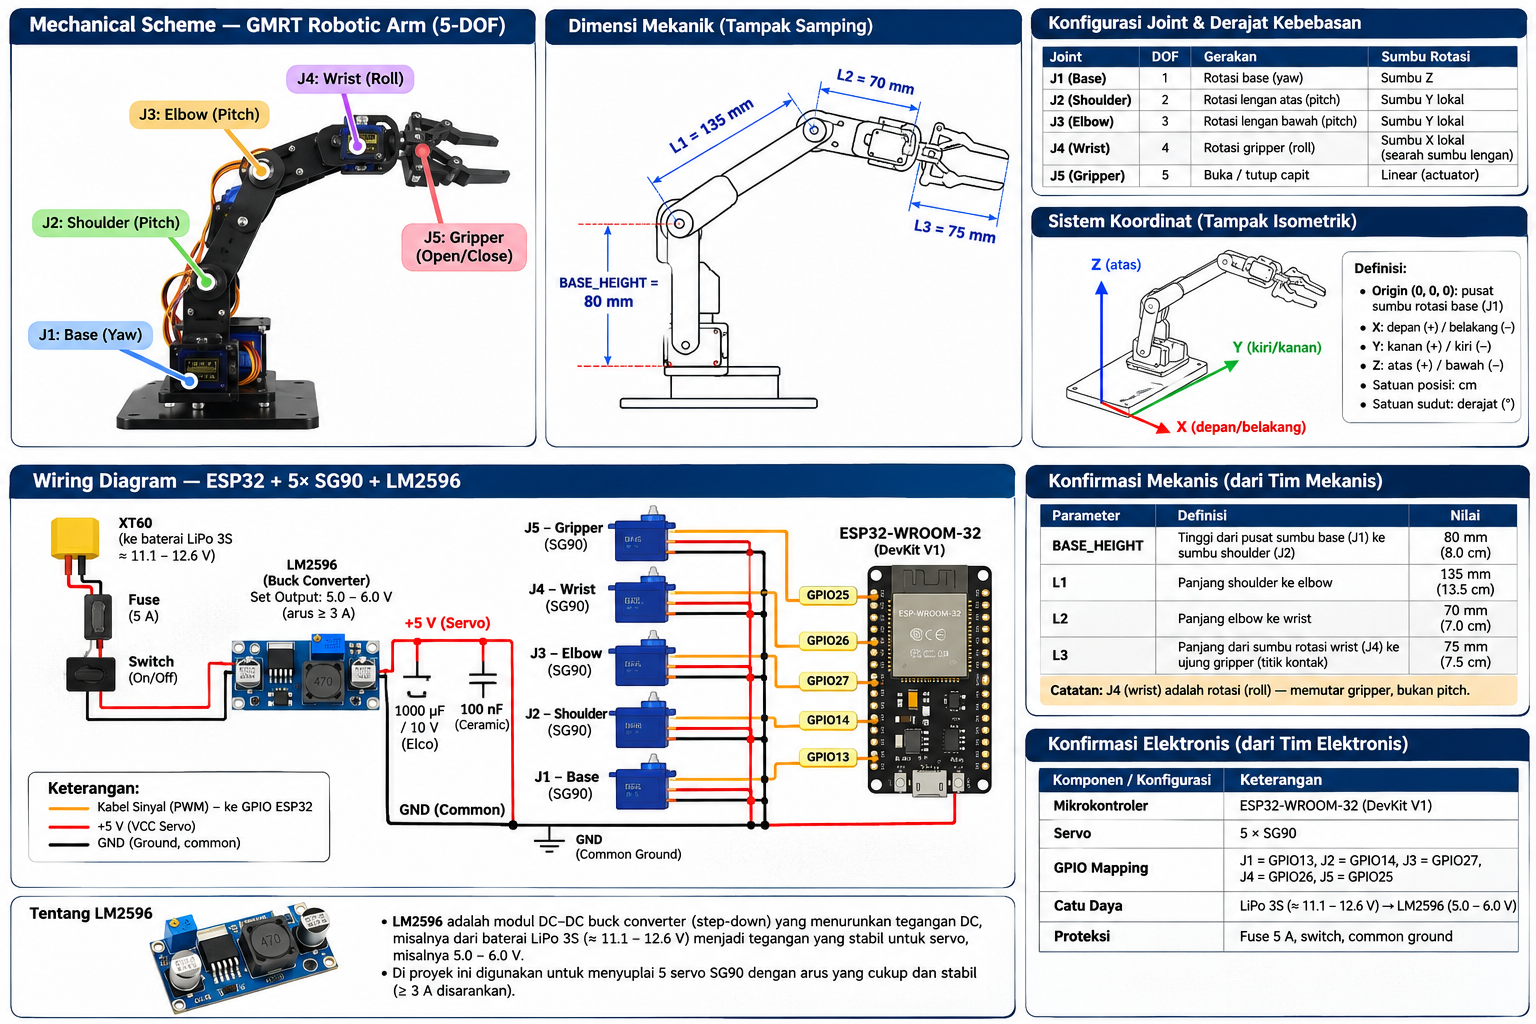 Mechanical Scheme — GMRT Robotic Arm (5-DOF)
J4: Wrist (Roll)
J3: Elbow (Pitch)
J2: Shoulder (Pitch)
J5: Gripper
(Open/Close)
J1: Base (Yaw)
Dimensi Mekanik (Tampak Samping)
L2 = 70 mm
L1 = 135 mm
L3 = 75 mm
BASE_HEIGHT =
80 mm
Konfigurasi Joint & Derajat Kebebasan
Joint DOF Gerakan Sumbu Rotasi
J1 (Base) 1 Rotasi base (yaw) Sumbu Z
J2 (Shoulder) 2 Rotasi lengan atas (pitch) Sumbu Y lokal
J3 (Elbow) 3 Rotasi lengan bawah (pitch) Sumbu Y lokal
J4 (Wrist) 4 Rotasi gripper (roll) Sumbu X lokal
(searah sumbu lengan)
J5 (Gripper) 5 Buka / tutup capit Linear (actuator)
Sistem Koordinat (Tampak Isometrik)
Z (atas)
Y (kiri/kanan)
X (depan/belakang)
Definisi:
• Origin (0, 0, 0): pusat
sumbu rotasi base (J1)
• X: depan (+) / belakang (–)
• Y: kanan (+) / kiri (–)
• Z: atas (+) / bawah (–)
• Satuan posisi: cm
• Satuan sudut: derajat (°)
Wiring Diagram — ESP32 + 5× SG90 + LM2596
XT60
(ke baterai LiPo 3S
≈ 11.1 – 12.6 V)
Fuse
(5 A)
Switch
(On/Off)
LM2596
(Buck Converter)
Set Output: 5.0 – 6.0 V
(arus ≥ 3 A)
470
+5 V (Servo)
1000 µF
/ 10 V
(Elco)
100 nF
(Ceramic)
GND (Common)
GND
(Common Ground)
J5 – Gripper
(SG90)
J4 – Wrist
(SG90)
J3 – Elbow
(SG90)
J2 – Shoulder
(SG90)
J1 – Base
(SG90)
GPIO25
GPIO26
GPIO27
GPIO14
GPIO13
ESP32-WROOM-32
(DevKit V1)
ESP-WROOM-32
Keterangan:
Kabel Sinyal (PWM) – ke GPIO ESP32
+5 V (VCC Servo)
GND (Ground, common)
Konfirmasi Mekanis (dari Tim Mekanis)
Parameter Definisi Nilai
BASE_HEIGHT Tinggi dari pusat sumbu base (J1) ke
sumbu shoulder (J2) 80 mm
(8.0 cm)
L1 Panjang shoulder ke elbow 135 mm
(13.5 cm)
L2 Panjang elbow ke wrist 70 mm
(7.0 cm)
L3 Panjang dari sumbu rotasi wrist (J4) ke
ujung gripper (titik kontak) 75 mm
(7.5 cm)
Catatan: J4 (wrist) adalah rotasi (roll) — memutar gripper, bukan pitch.
Konfirmasi Elektronis (dari Tim Elektronis)
Komponen / Konfigurasi Keterangan
Mikrokontroler ESP32-WROOM-32 (DevKit V1)
Servo 5 × SG90
GPIO Mapping J1 = GPIO13, J2 = GPIO14, J3 = GPIO27,
J4 = GPIO26, J5 = GPIO25
Catu Daya LiPo 3S (≈ 11.1 – 12.6 V) → LM2596 (5.0 – 6.0 V)
Proteksi Fuse 5 A, switch, common ground
Tentang LM2596
470
• LM2596 adalah modul DC–DC buck converter (step-down) yang menurunkan tegangan DC,
misalnya dari baterai LiPo 3S (≈ 11.1 – 12.6 V) menjadi tegangan yang stabil untuk servo,
misalnya 5.0 – 6.0 V.
• Di proyek ini digunakan untuk menyuplai 5 servo SG90 dengan arus yang cukup dan stabil
(≥ 3 A disarankan).